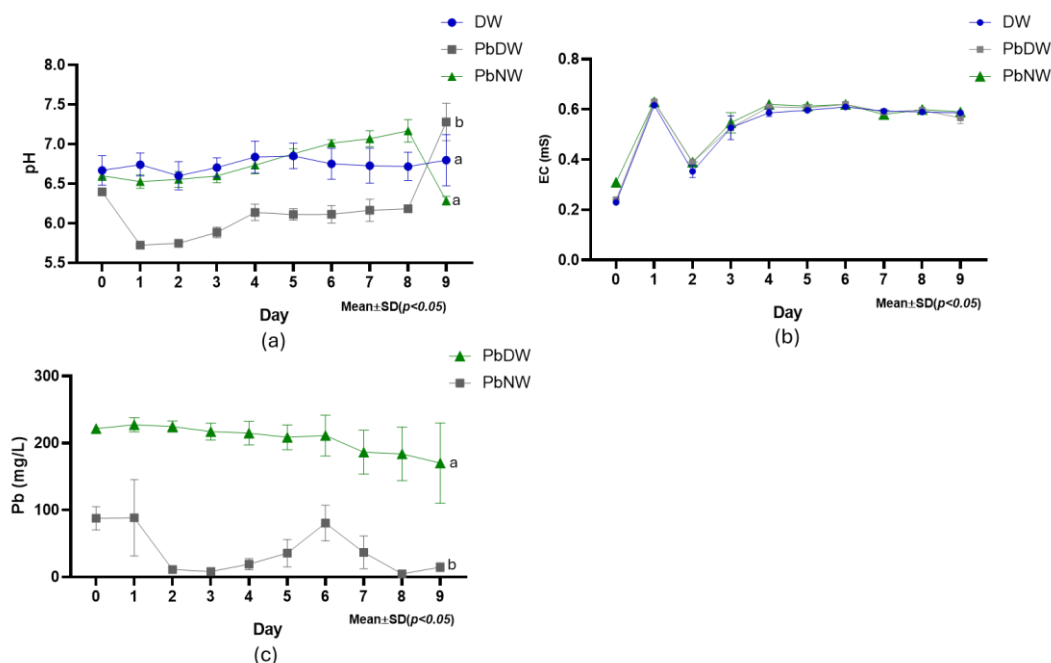 DW
PbDW
PbNW
pH
8.0
7.5
7.0
6.5
6.0
5.5
b
a
a
0 1 2 3 4 5 6 7 8 9
Day
Mean±SD(p<0.05)
(a)
DW
PbDW
PbNW
EC (mS)
0.8
0.6
0.4
0.2
0.0
0 1 2 3 4 5 6 7 8 9
Day
Mean±SD(p<0.05)
(b)
PbDW
PbNW
Pb (mg/L)
300
200
100
0
a
b
0 1 2 3 4 5 6 7 8 9
Day
Mean±SD(p<0.05)
(c)